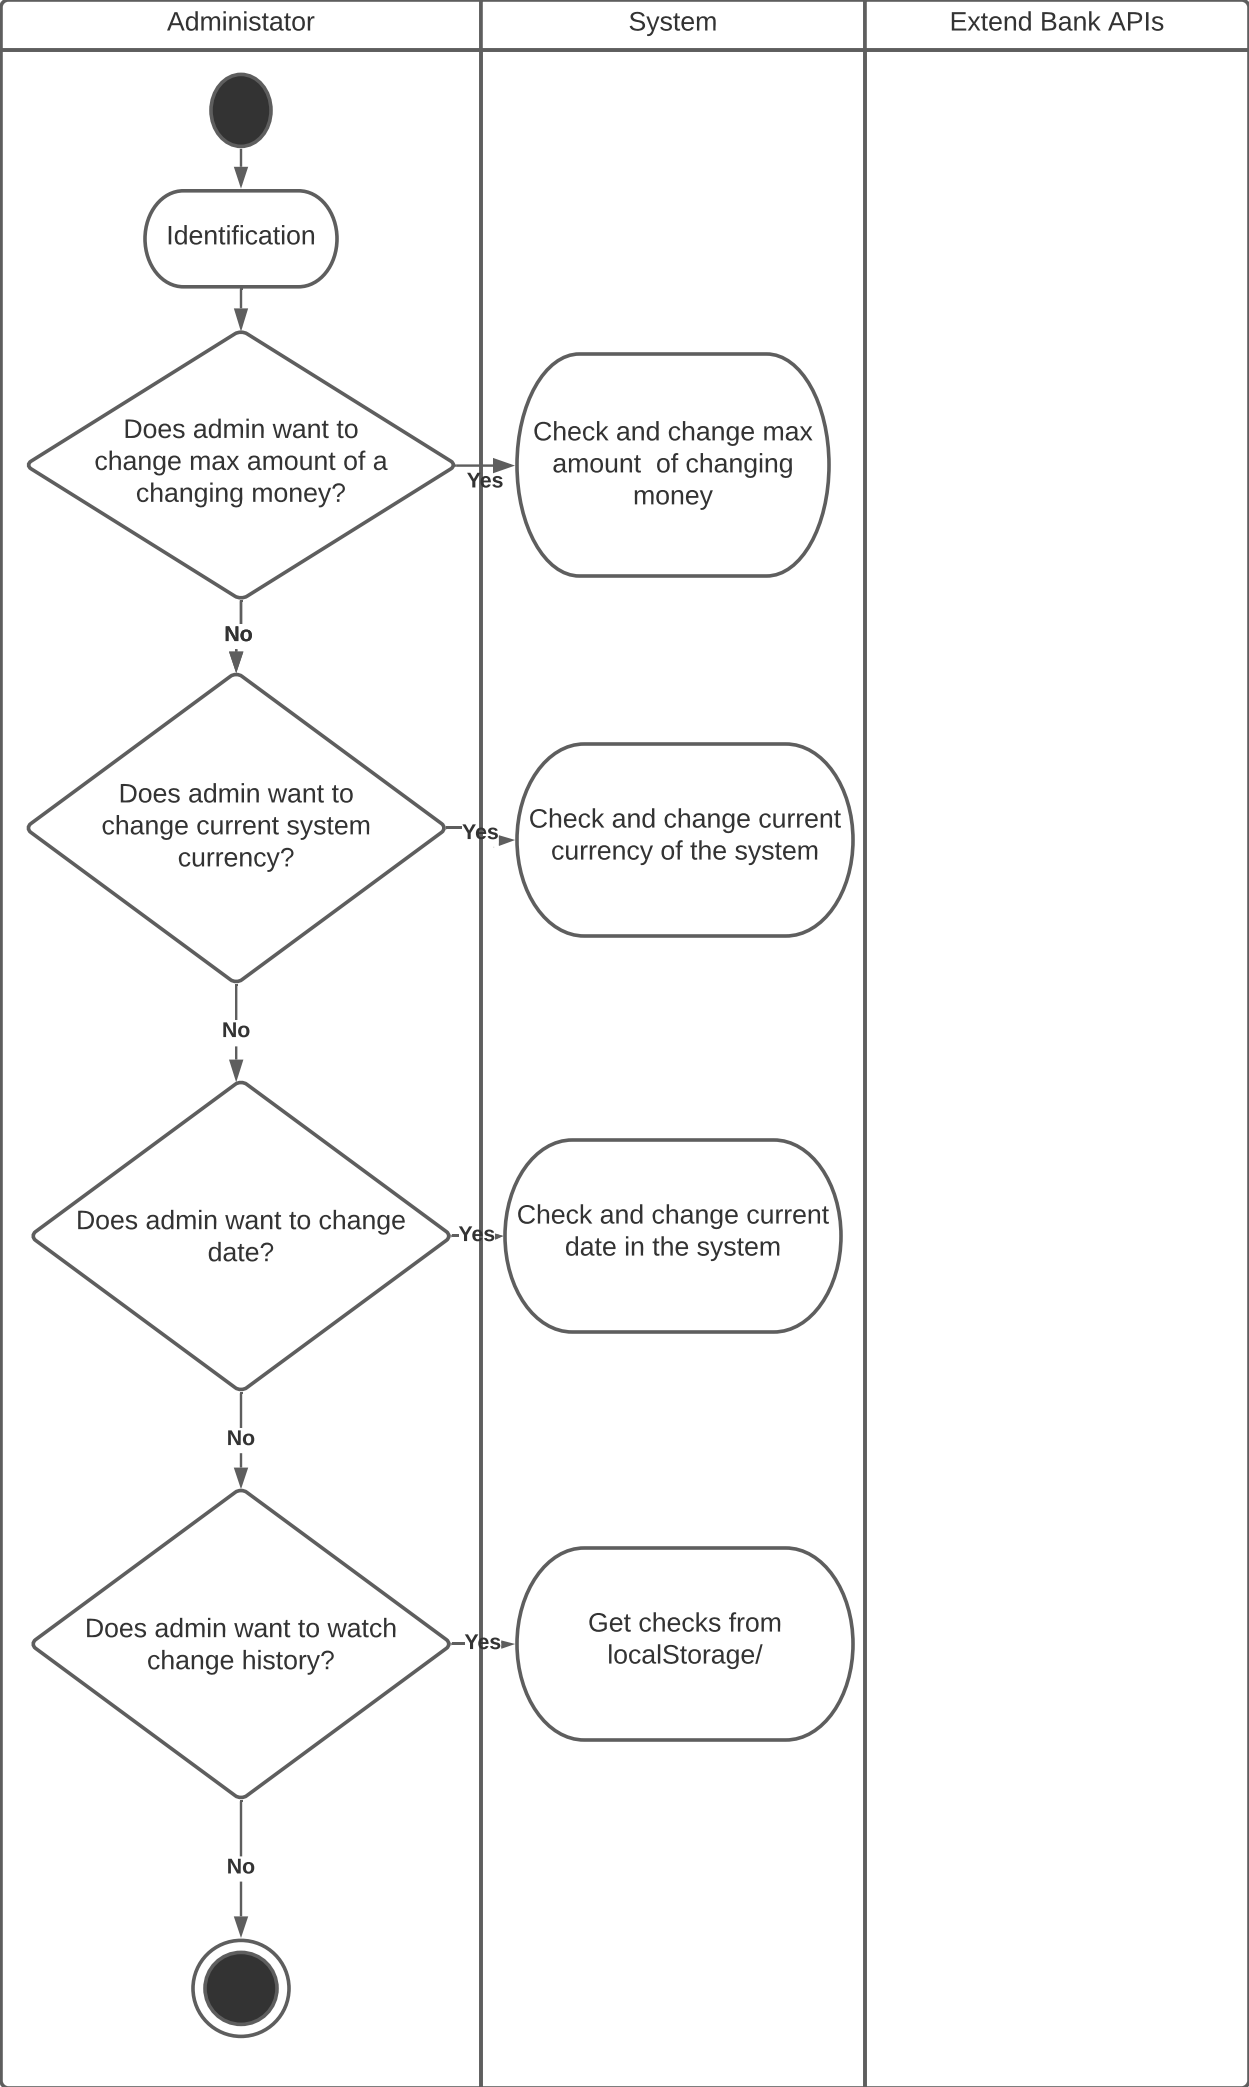 Administator
System
Extend Bank APIs
Identification
Does admin want to
change max amount of a
changing money?
Yes
Check and change max
amount  of changing
money
No
Does admin want to
change current system
currency?
Yes
Check and change current
currency of the system
No
Does admin want to change
date?
Yes
Check and change current
date in the system
No
Does admin want to watch
change history?
Yes
Get checks from
localStorage/
No